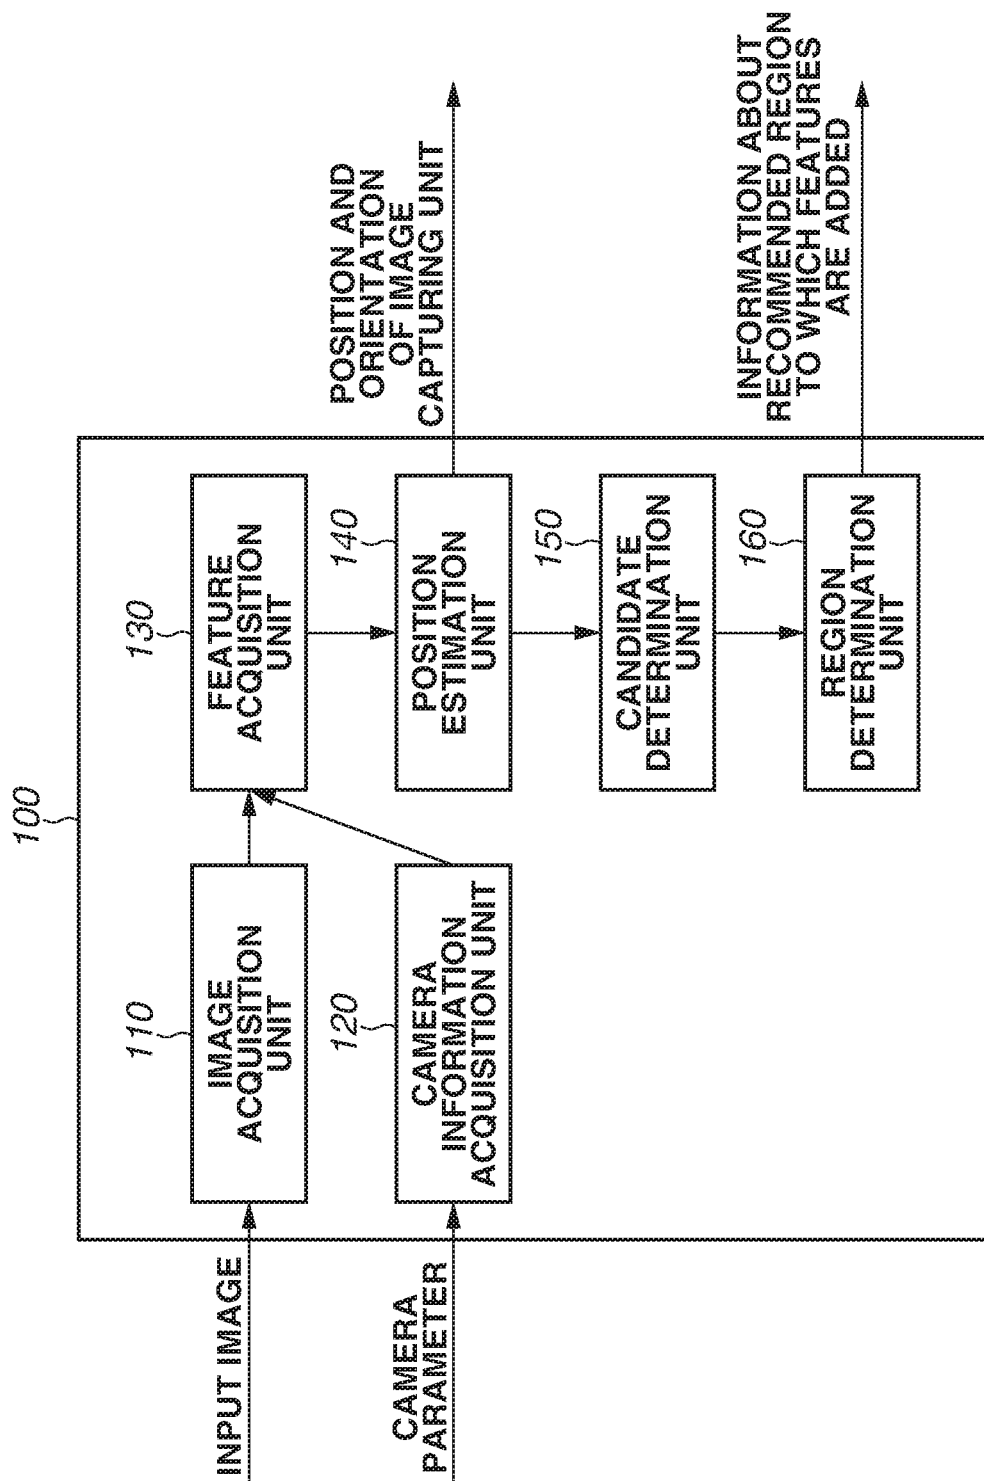 100
INPUT IMAGE
110
IMAGE
ACQUISITION
UNIT
130
FEATURE
ACQUISITION
UNIT
CAMERA
PARAMETER
120
CAMERA
INFORMATION
ACQUISITION UNIT
140
POSITION
ESTIMATION
UNIT
POSITION AND
ORIENTATION
OF IMAGE
CAPTURING UNIT
150
CANDIDATE
DETERMINATION
UNIT
160
REGION
DETERMINATION
UNIT
INFORMATION ABOUT
RECOMMENDED REGION
TO WHICH FEATURES
ARE ADDED